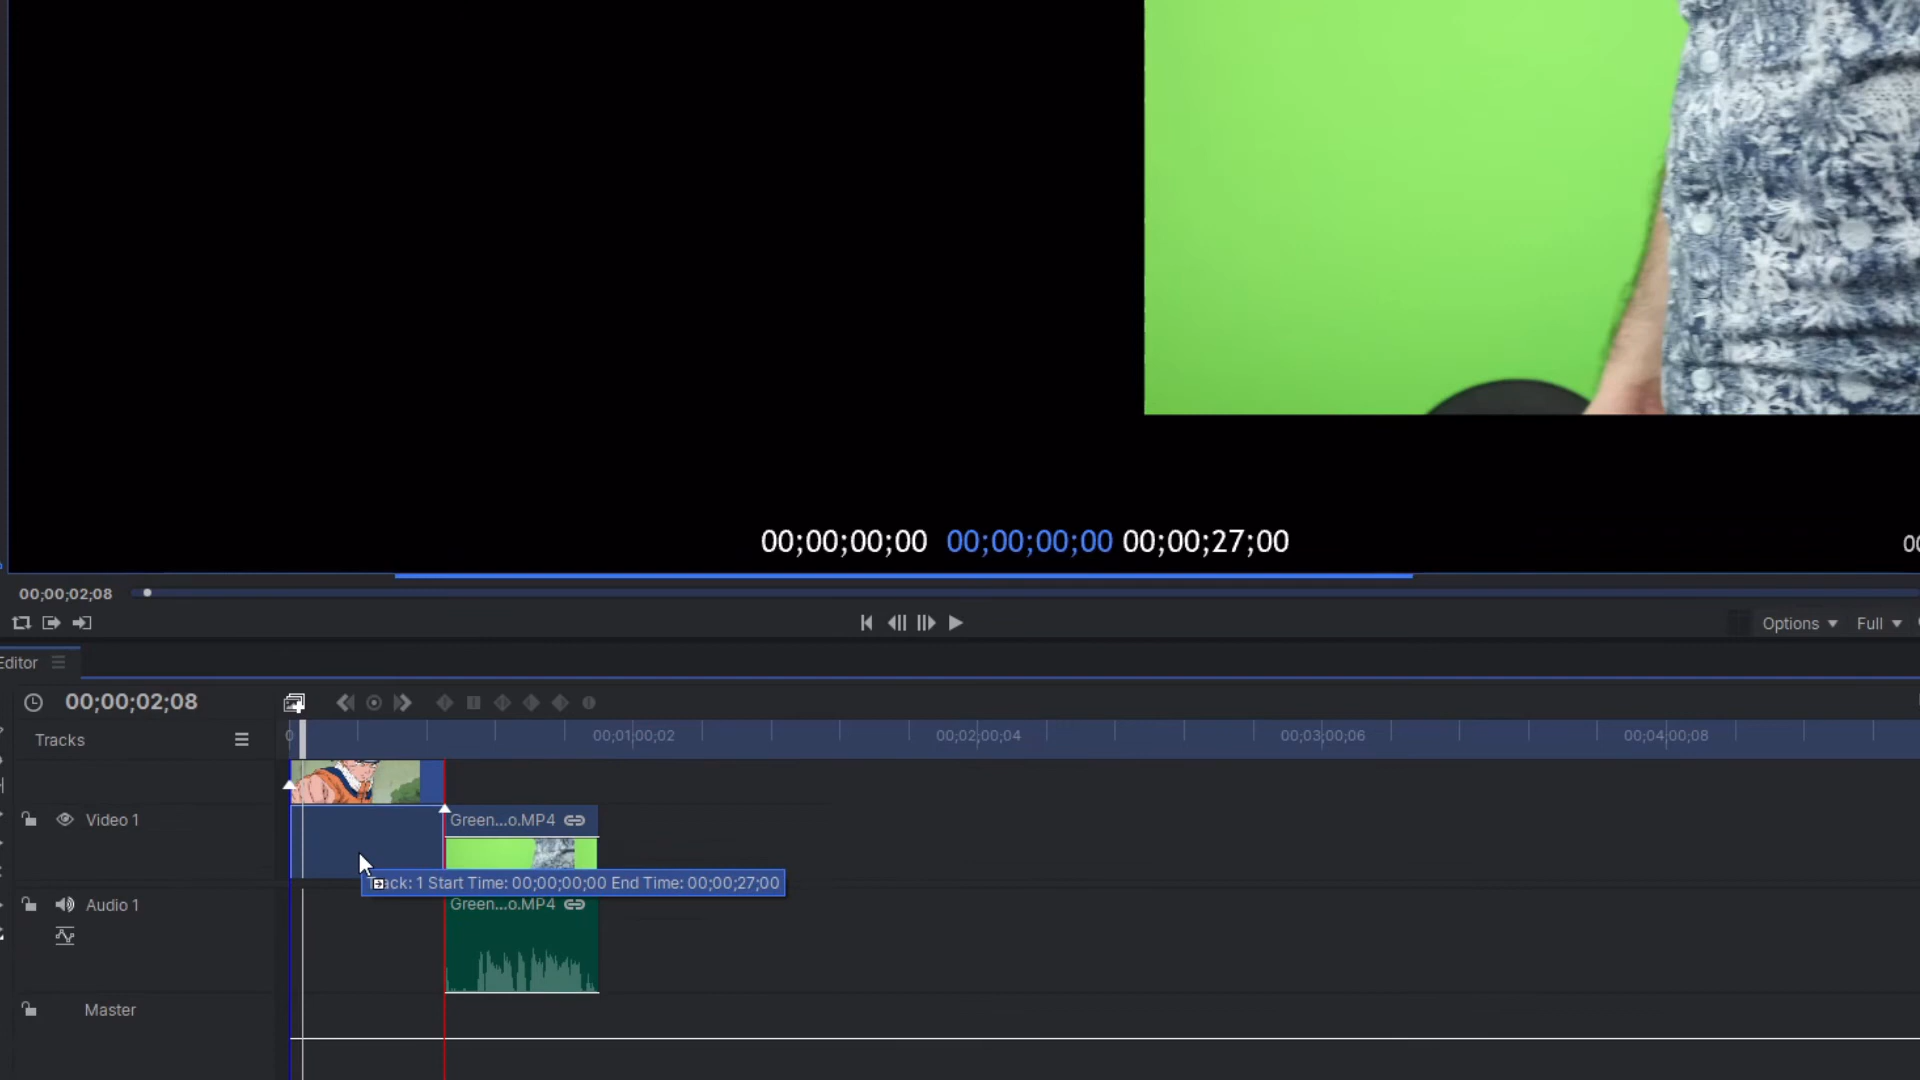 00;00;00;00 00;00;00;00 00;00;27;00
00;00;02;08
Options Full
Editor
00;00;02;08
Tracks
0 00;01;00;02 00;02;00;04 00;03;00;06 00;04;00;08
Video 1
Green...o.MP4
Track: 1 Start Time: 00;00;00;00 End Time: 00;00;27;00
Audio 1
Green...o.MP4
Master